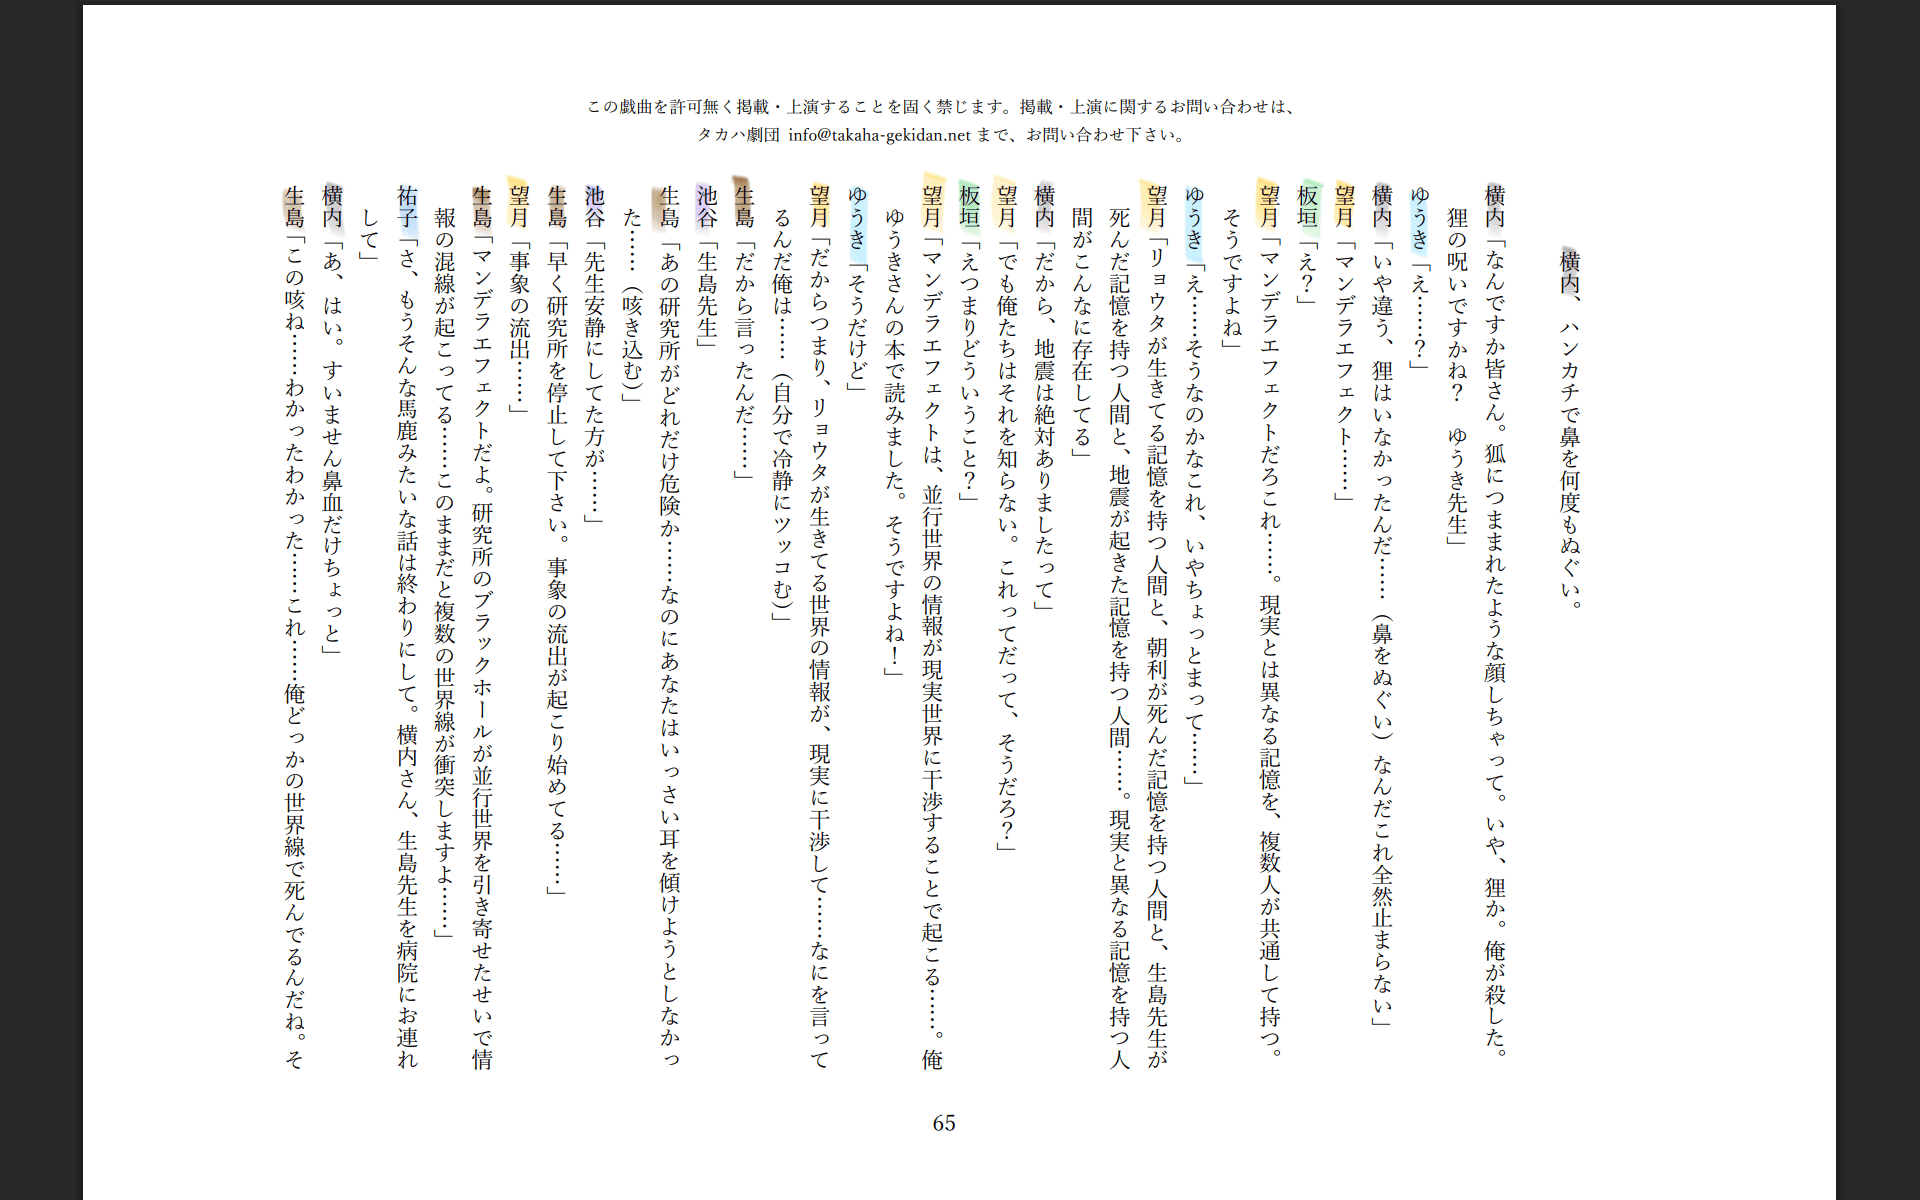 この戯曲を許可無く掲載・上演することを固く禁じます。掲載・上演に関するお問い合わせは、
タカハ劇団 info@takaha-gekidan.net まで、お問い合わせ下さい。
横内、ハンカチで鼻を何度もぬぐい。
横内「なんですか皆さん。狐につままれたような顔しちゃって。いや、狸か。俺が殺した。
狸の呪いですかね？　ゆうき先生」
ゆうき「え……？」
横内「いや違う、狸はいなかったんだ……（鼻をぬぐい）なんだこれ全然止まらない」
望月「マンデラエフェクト……」
板垣「え？」
望月「マンデラエフェクトだろこれ……。現実とは異なる記憶を、複数人が共通して持つ。
そうですよね」
ゆうき「え……そうなのかなこれ、いやちょっとまって……」
望月「リョウタが生きてる記憶を持つ人間と、朝利が死んだ記憶を持つ人間と、生島先生が
死んだ記憶を持つ人間と、地震が起きた記憶を持つ人間……。現実と異なる記憶を持つ人
間がこんなに存在してる」
横内「だから、地震は絶対ありましたって」
望月「でも俺たちはそれを知らない。これってだって、そうだろ？」
板垣「えつまりどういうこと？」
望月「マンデラエフェクトは、並行世界の情報が現実世界に干渉することで起こる……。俺
ゆうきさんの本で読みました。そうですよね！」
ゆうき「そうだけど」
望月「だからつまり、リョウタが生きてる世界の情報が、現実に干渉して……なにを言って
るんだ俺は……（自分で冷静にツッコむ）」
生島「だから言ったんだ……」
池谷「生島先生」
生島「あの研究所がどれだけ危険か……なのにあなたはいっさい耳を傾けようとしなかっ
た……（咳き込む）」
池谷「先生安静にしてた方が……」
生島「早く研究所を停止して下さい。事象の流出が起こり始めてる……」
望月「事象の流出……」
生島「マンデラエフェクトだよ。研究所のブラックホールが並行世界を引き寄せたせいで情
報の混線が起こってる……このままだと複数の世界線が衝突しますよ……」
祐子「さ、もうそんな馬鹿みたいな話は終わりにして。横内さん、生島先生を病院にお連れ
して」
横内「あ、はい。すいません鼻血だけちょっと」
生島「この咳ね……わかったわかった……これ……俺どっかの世界線で死んでるんだね。そ
65